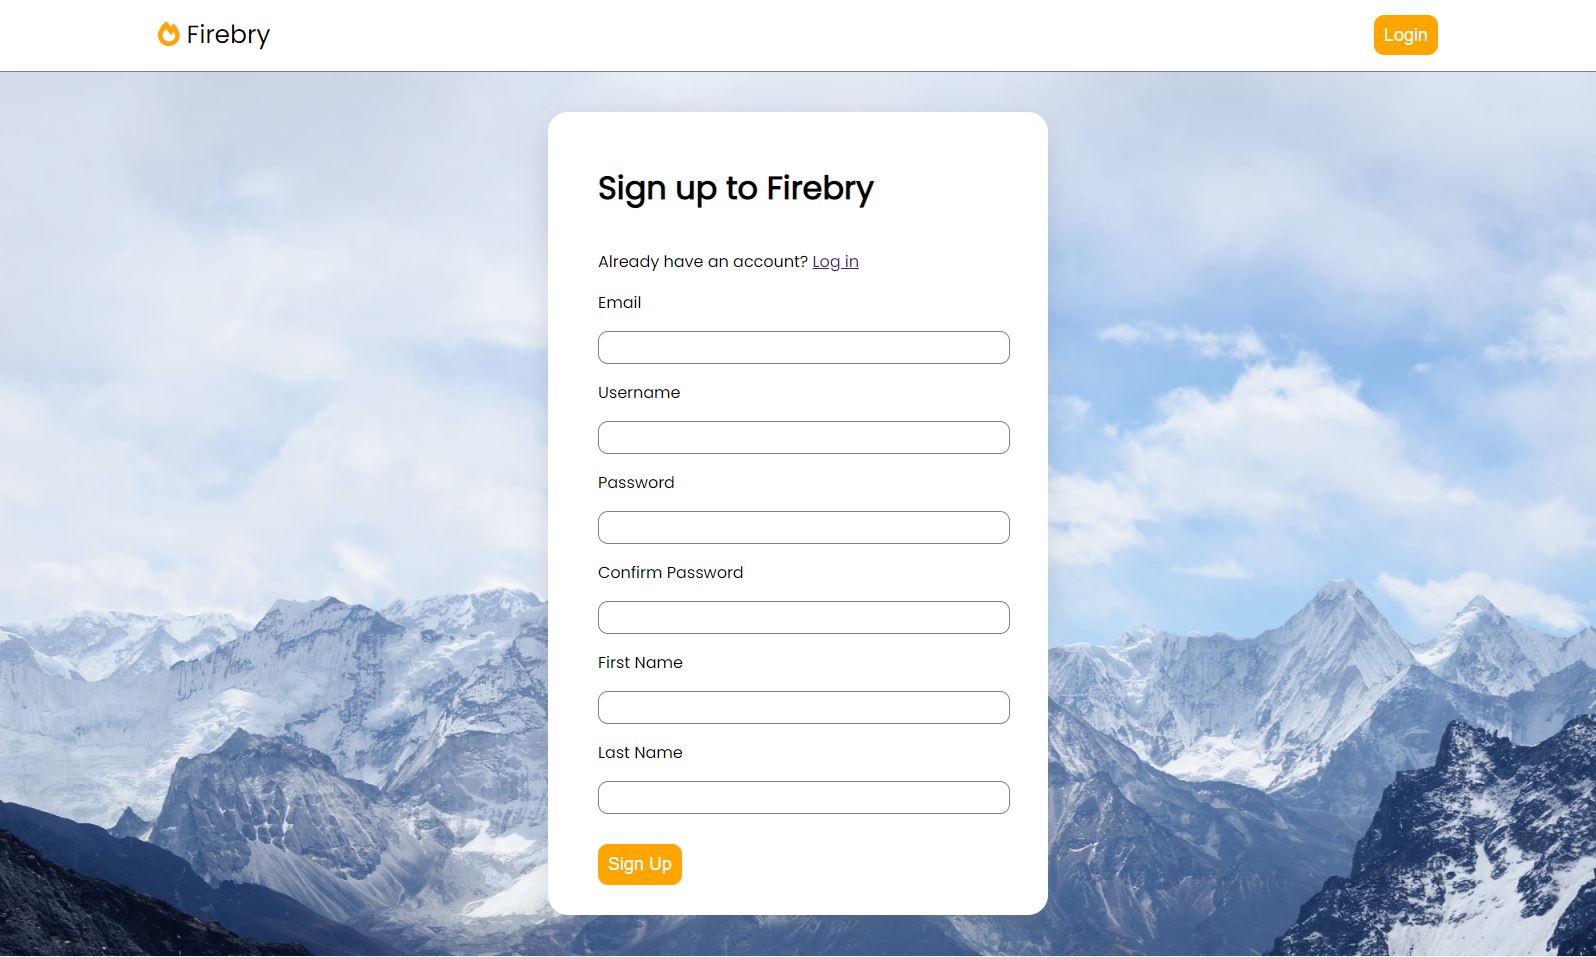 Firebry
Login
Sign up to Firebry
Already have an account? Log in
Email
Username
Password
Confirm Password
First Name
Last Name
Sign Up